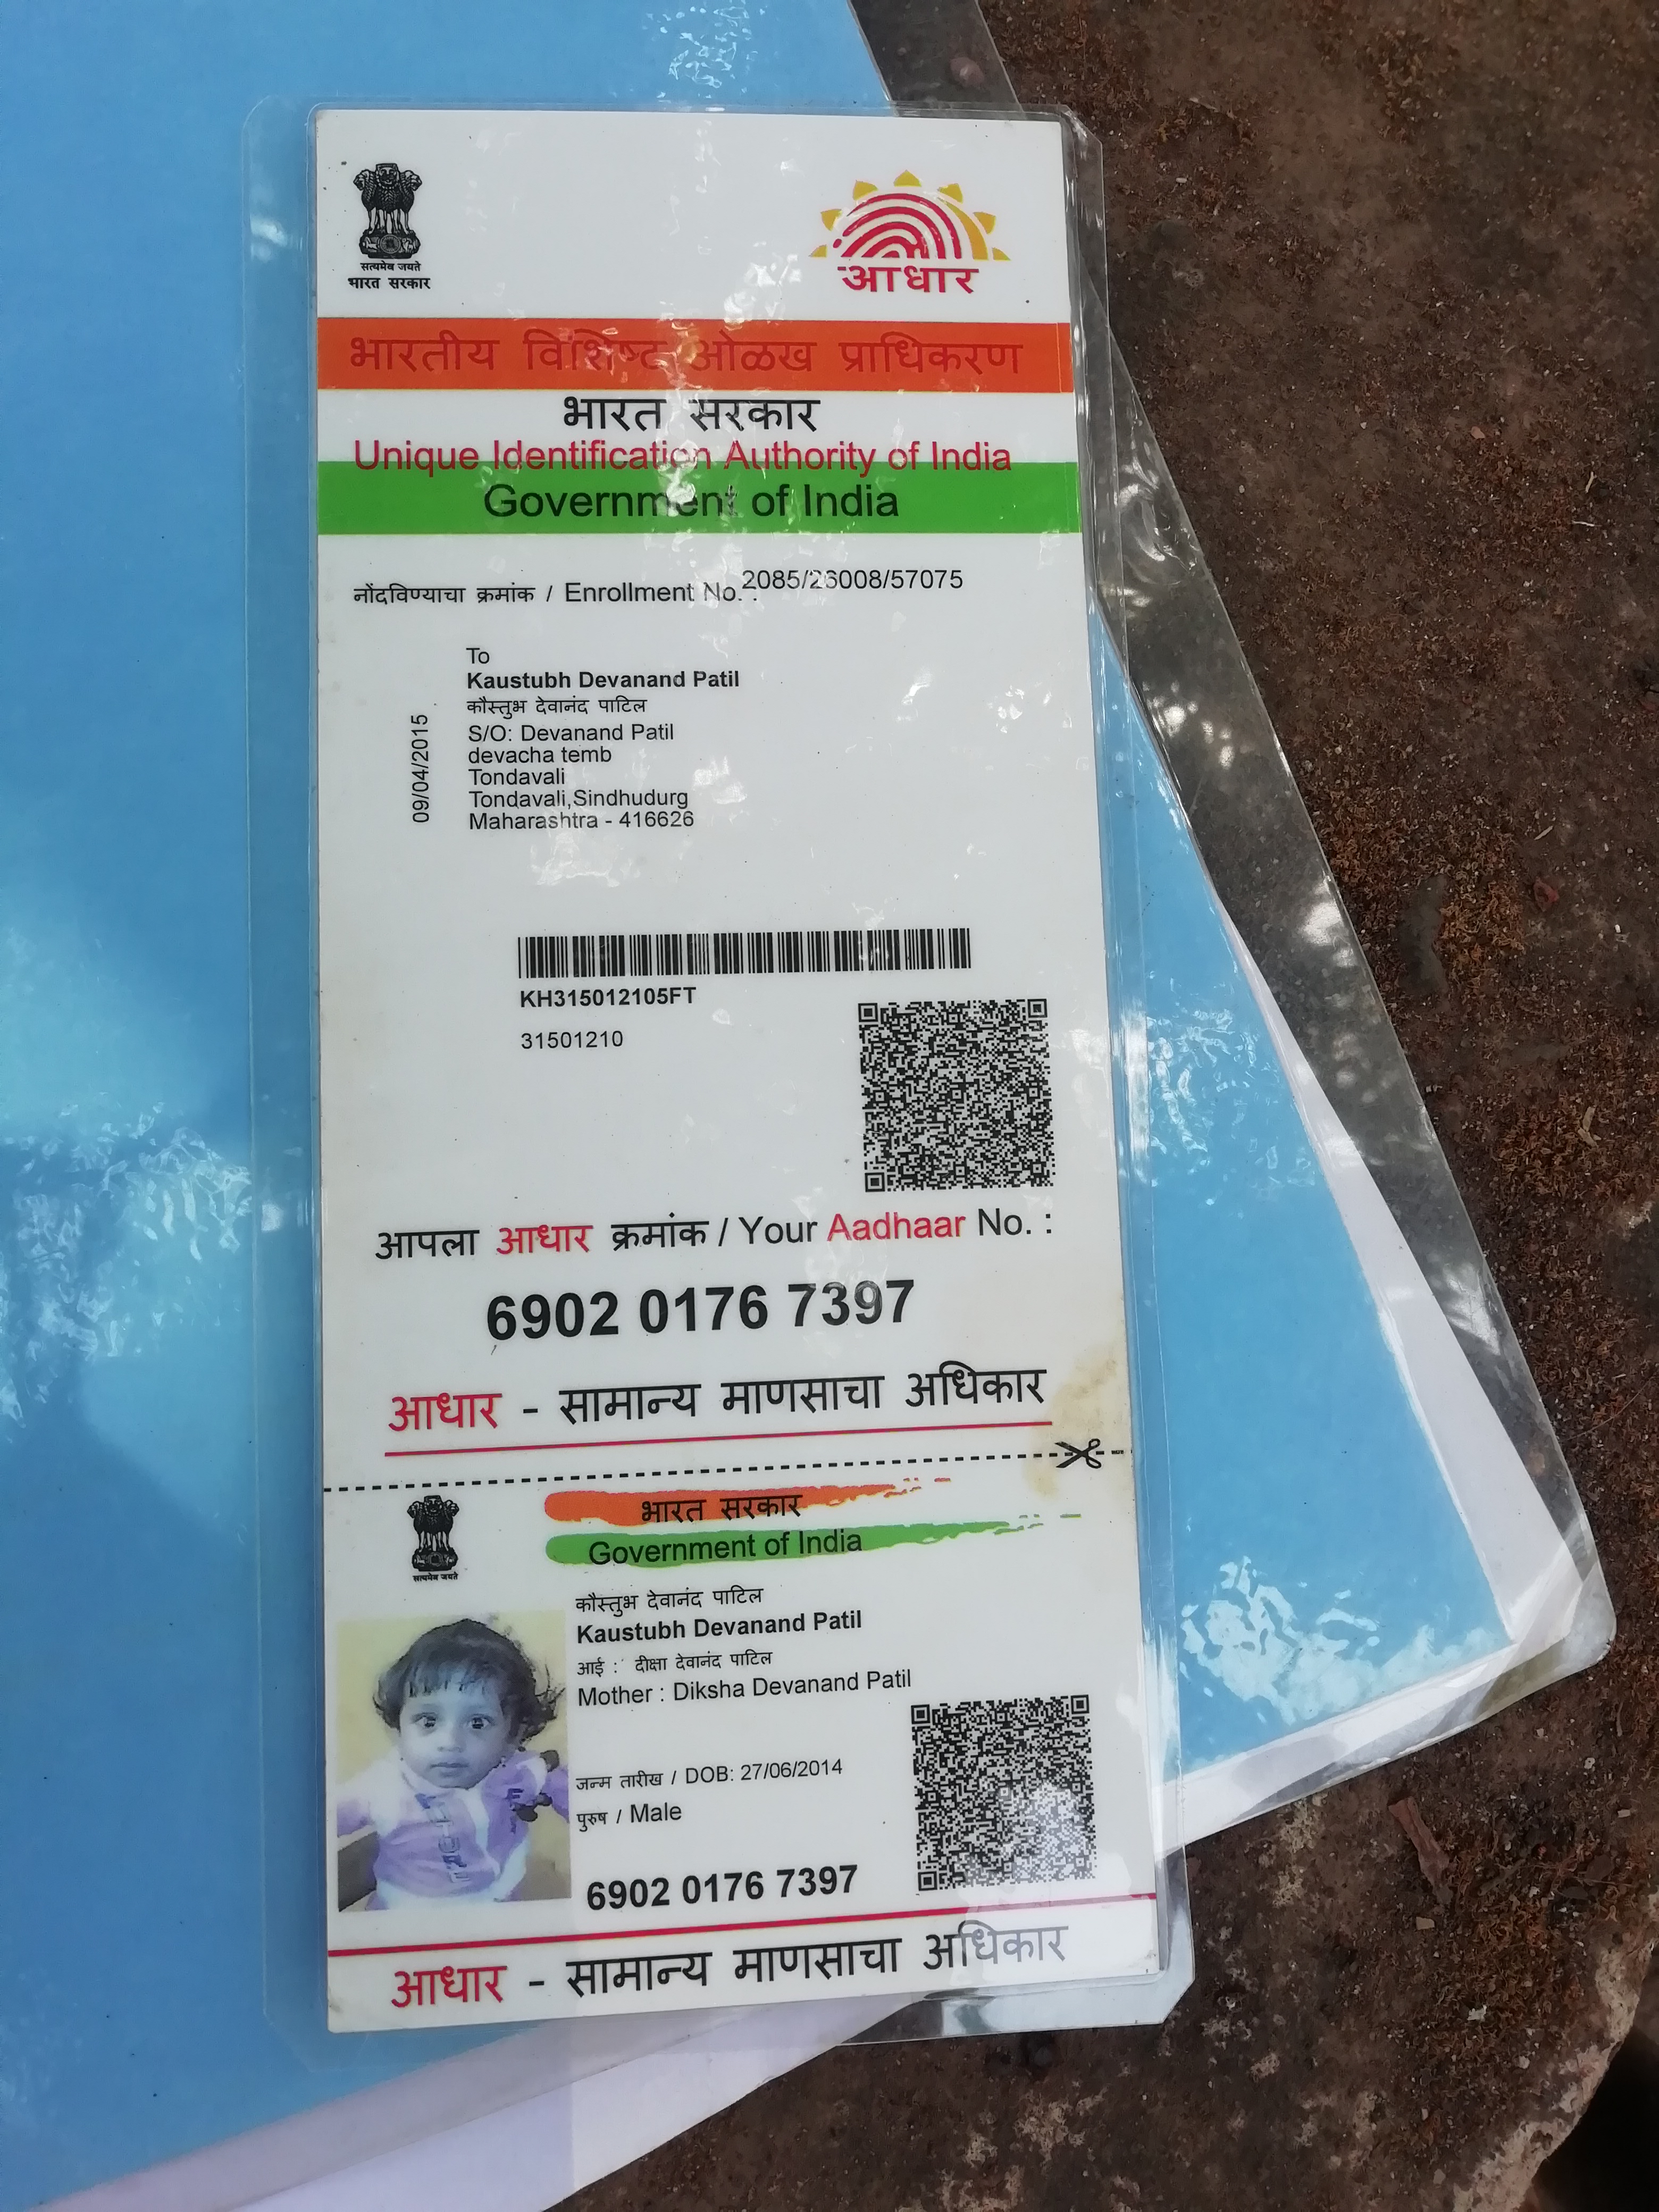 सत्यमेव जयते
भारत सरकार
आधार
भारतीय विशिष्ट ओळख प्राधिकरण
भारत सरकार
Unique Identification Authority of India
Government of India
नोंदविण्याचा क्रमांक / Enrollment No. : 2085/26008/57075
To
Kaustubh Devanand Patil
कौस्तुभ देवानंद पाटिल
S/O: Devanand Patil
devacha temb
Tondavali
Tondavali,Sindhudurg
Maharashtra - 416626
09/04/2015
KH315012105FT
31501210
आपला आधार क्रमांक / Your Aadhaar No. :
6902 0176 7397
आधार - सामान्य माणसाचा अधिकार
भारत सरकार
Government of India
सत्यमेव जयते
कौस्तुभ देवानंद पाटिल
Kaustubh Devanand Patil
आई : दीक्षा देवानंद पाटिल
Mother : Diksha Devanand Patil
जन्म तारीख / DOB: 27/06/2014
पुरुष / Male
6902 0176 7397
आधार - सामान्य माणसाचा अधिकार